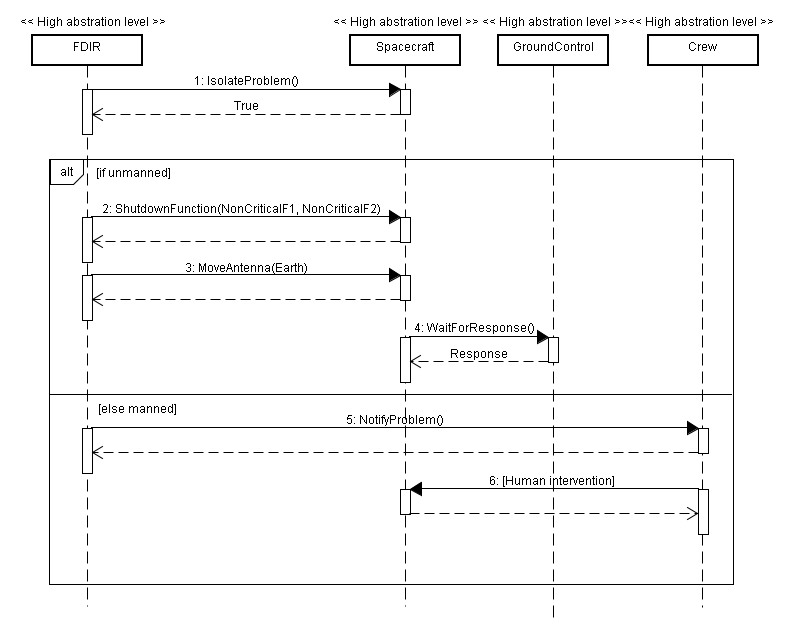 << High abstration level >>
<< High abstration level >>
<< High abstration level >>
<< High abstration level >>
FDIR
Spacecraft
GroundControl
Crew
1: IsolateProblem()
True
alt
[if unmanned]
2: ShutdownFunction(NonCriticalF1, NonCriticalF2)
3: MoveAntenna(Earth)
4: WaitForResponse()
Response
[else manned]
5: NotifyProblem()
6: [Human intervention]